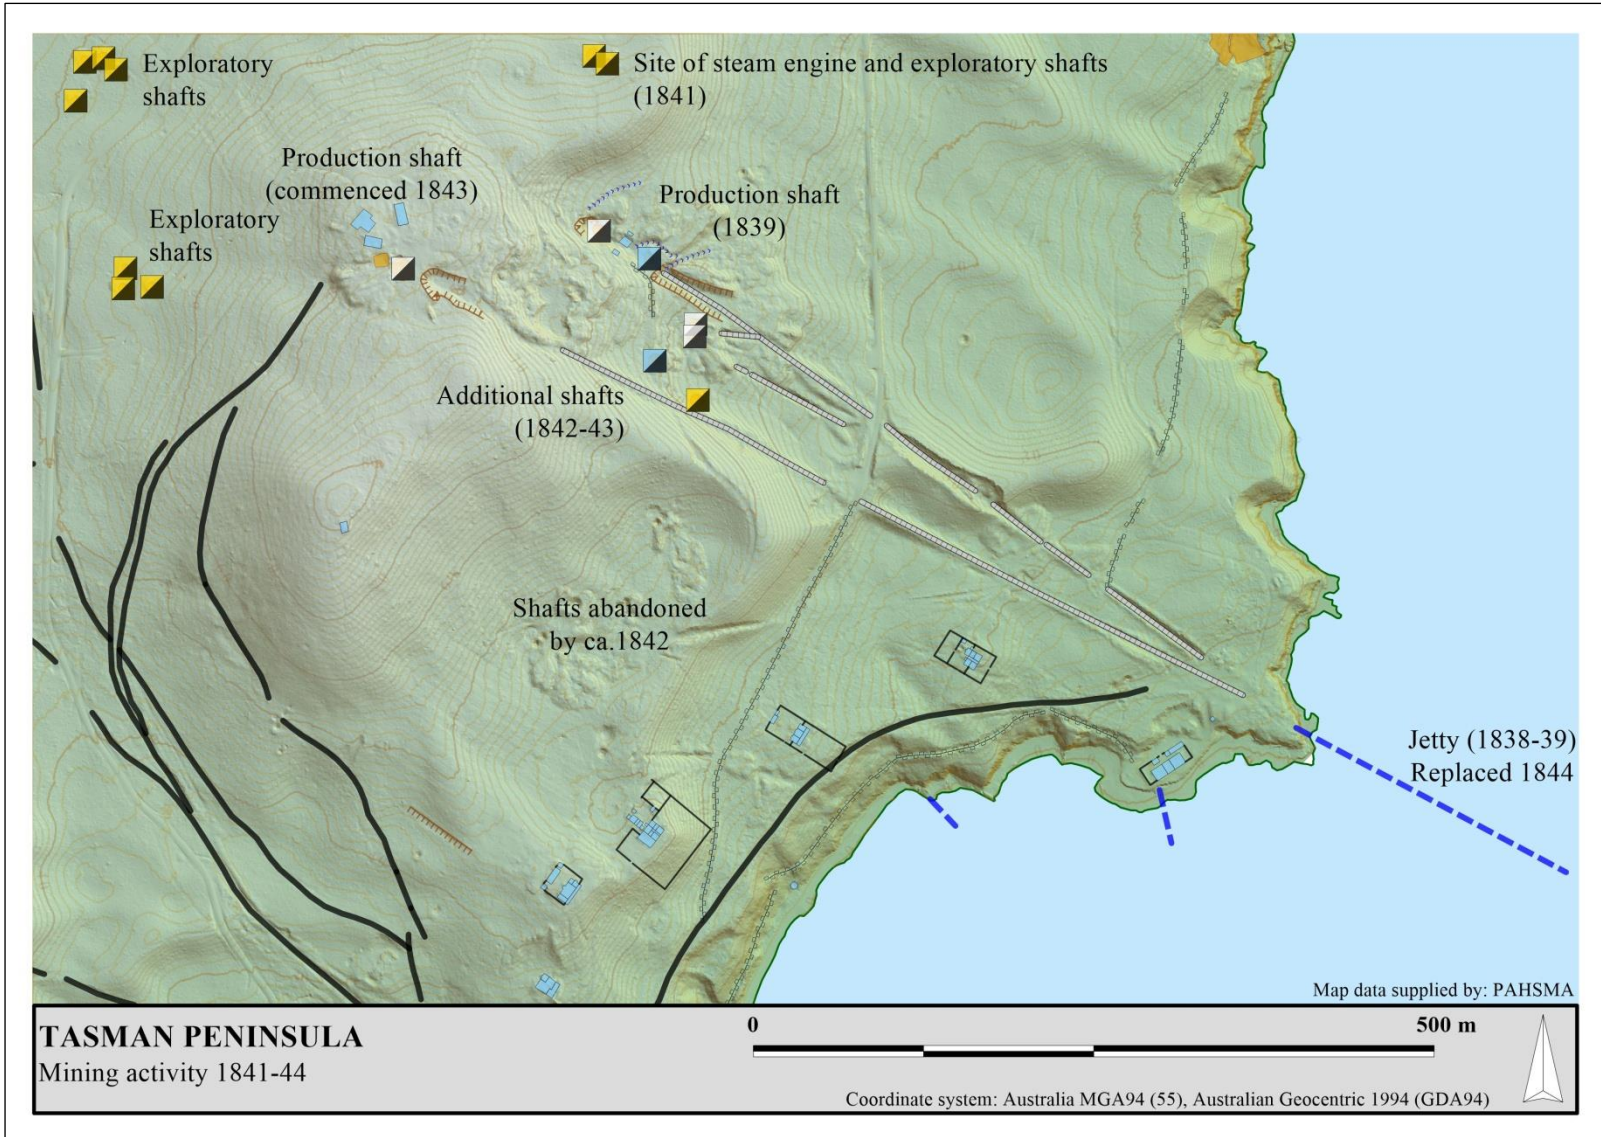 Exploratory
shafts
Site of steam engine and exploratory shafts
(1841)
Production shaft
(commenced 1843)
Production shaft
(1839)
Exploratory
shafts
Additional shafts
(1842-43)
Shafts abandoned
by ca.1842
Jetty (1838-39)
Replaced 1844
Map data supplied by: PAHSMA
TASMAN PENINSULA
Mining activity 1841-44
0
500 m
Coordinate system: Australia MGA94 (55), Australian Geocentric 1994 (GDA94)